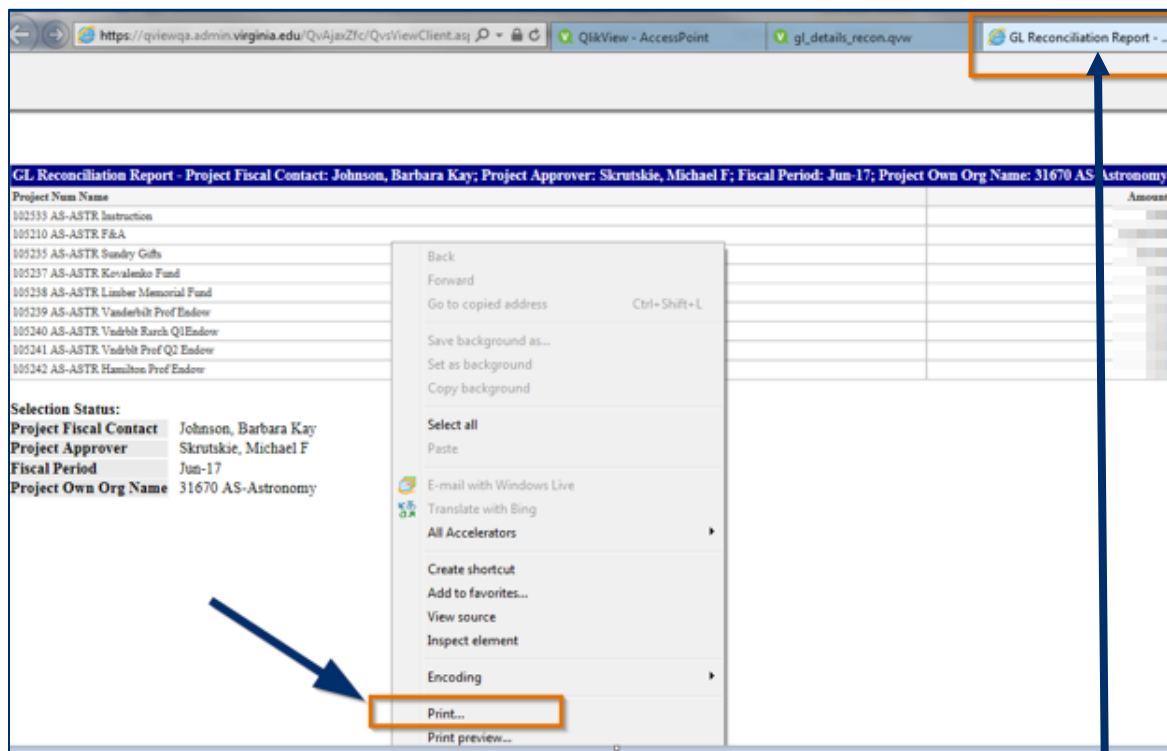 https://qviewqa.admin.virginia.edu/QvAjaxZfc/QvsViewClient.asp
QlikView - AccessPoint
gl_details_recon.qvw
GL Reconciliation Report - ...
GL Reconciliation Report - Project Fiscal Contact: Johnson, Barbara Kay; Project Approver: Skrutskie, Michael F; Fiscal Period: Jun-17; Project Own Org Name: 31670 AS-Astronomy
Project Num Name Amount
102533 AS-ASTR Instruction
105210 AS-ASTR F&A
105235 AS-ASTR Sundry Gifts
105237 AS-ASTR Kovalenko Fund
105238 AS-ASTR Limber Memorial Fund
105239 AS-ASTR Vanderbilt Prof Endow
105240 AS-ASTR Vndrblt Rsrch Q1Endow
105241 AS-ASTR Vndrblt Prof Q2 Endow
105242 AS-ASTR Hamilton Prof Endow
Selection Status:
Project Fiscal Contact Johnson, Barbara Kay
Project Approver Skrutskie, Michael F
Fiscal Period Jun-17
Project Own Org Name 31670 AS-Astronomy
Back
Forward
Go to copied address Ctrl+Shift+L
Save background as...
Set as background
Copy background
Select all
Paste
E-mail with Windows Live
Translate with Bing
All Accelerators
Create shortcut
Add to favorites...
View source
Inspect element
Encoding
Print...
Print preview...